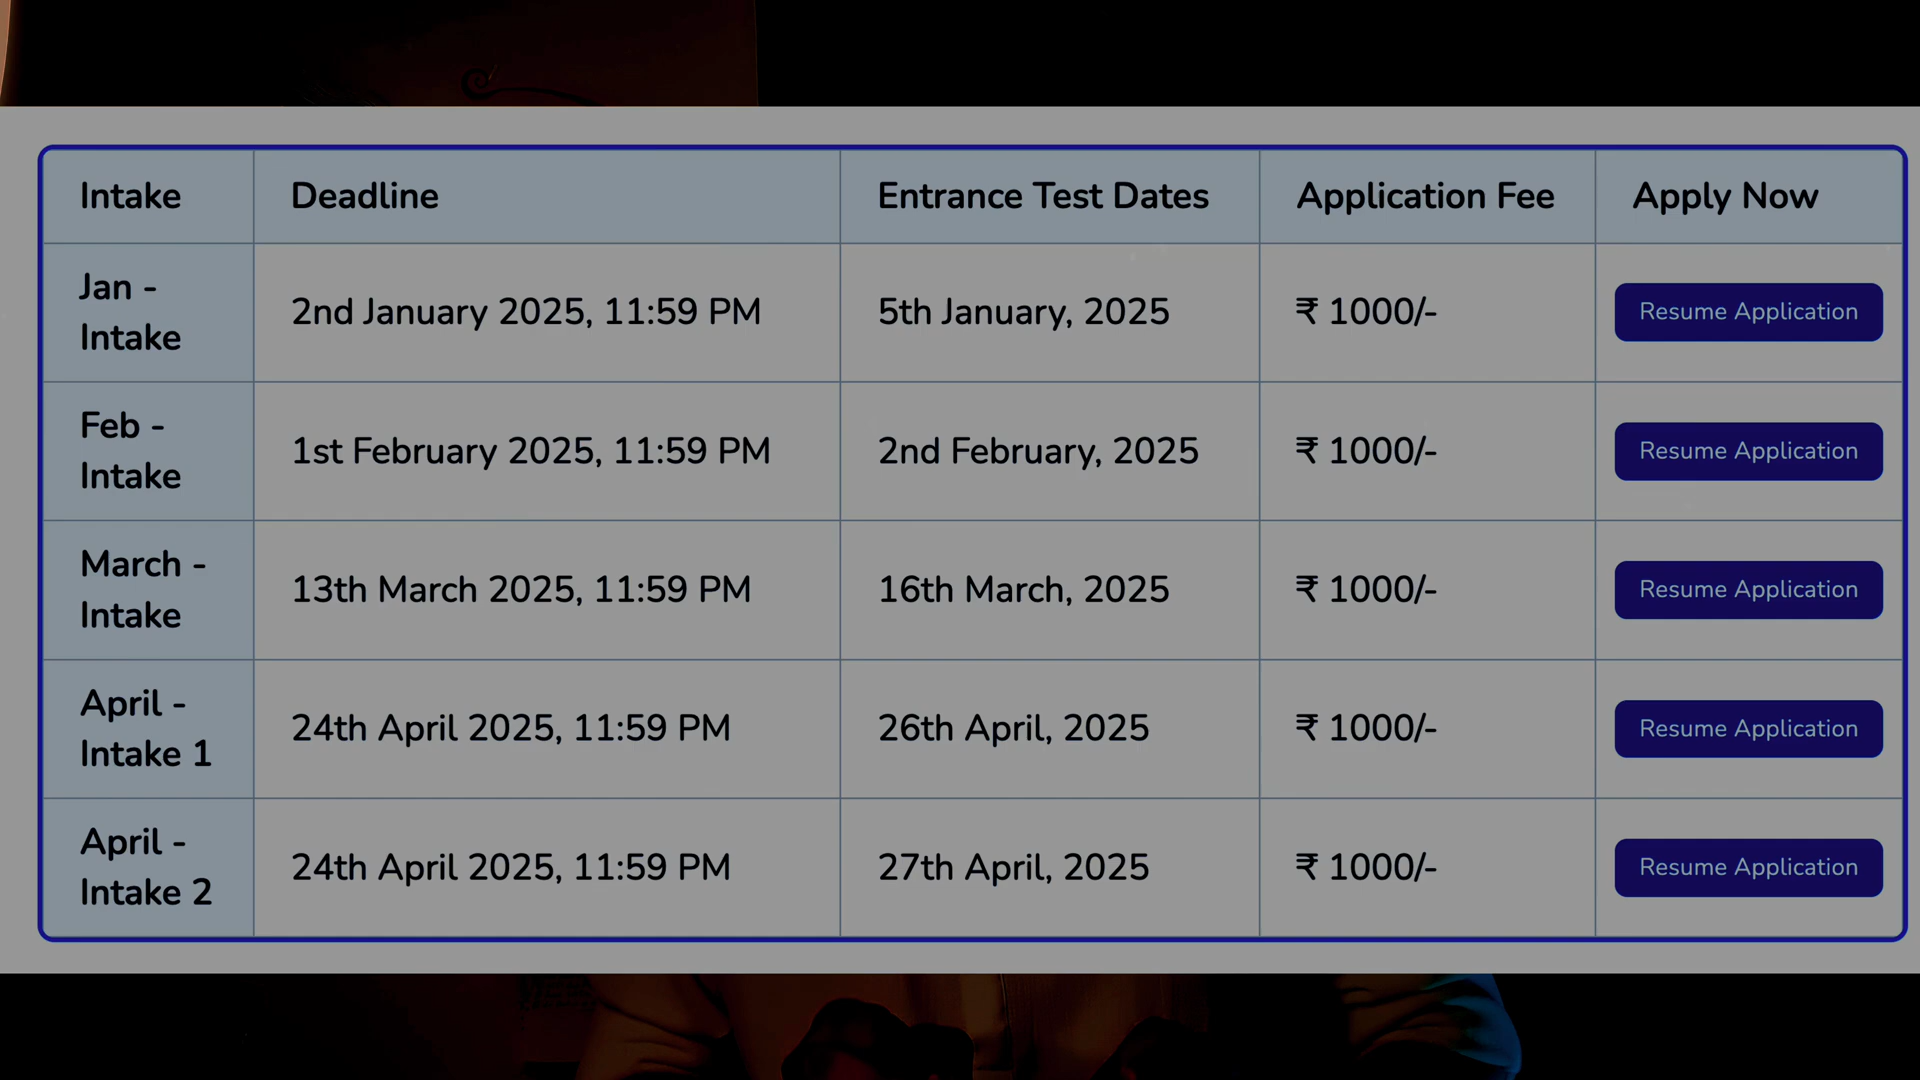 Intake Deadline Entrance Test Dates Application Fee Apply Now
Jan -
Intake
2nd January 2025, 11:59 PM 5th January, 2025 ₹ 1000/- Resume Application
Feb -
Intake
1st February 2025, 11:59 PM 2nd February, 2025 ₹ 1000/- Resume Application
March -
Intake
13th March 2025, 11:59 PM 16th March, 2025 ₹ 1000/- Resume Application
April -
Intake 1
24th April 2025, 11:59 PM 26th April, 2025 ₹ 1000/- Resume Application
April -
Intake 2
24th April 2025, 11:59 PM 27th April, 2025 ₹ 1000/- Resume Application